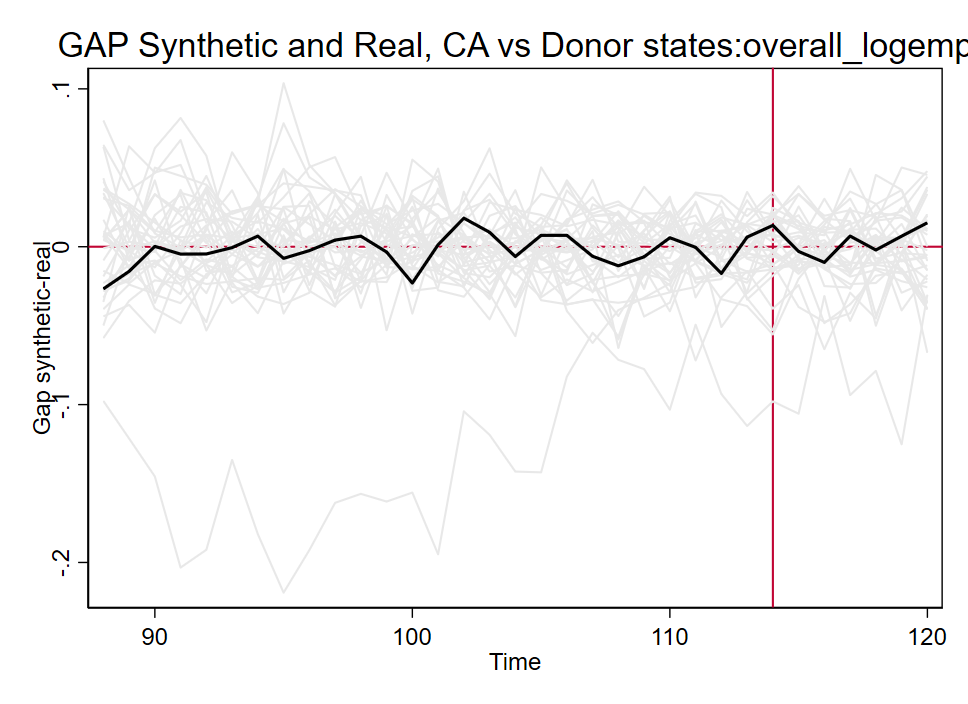 GAP Synthetic and Real, CA vs Donor states:overall_logemp
.1
0
-.1
-.2
Gap synthetic-real
90 100 110 120
Time